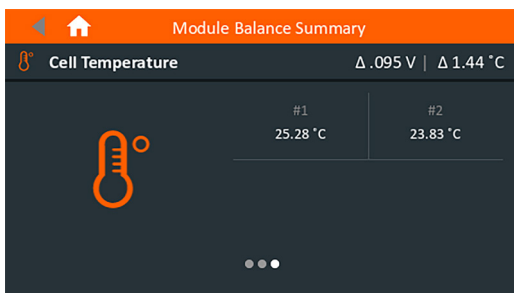 Module Balance Summary
Cell Temperature Δ .095 V | Δ 1.44 °C
#1 #2
25.28 °C 23.83 °C